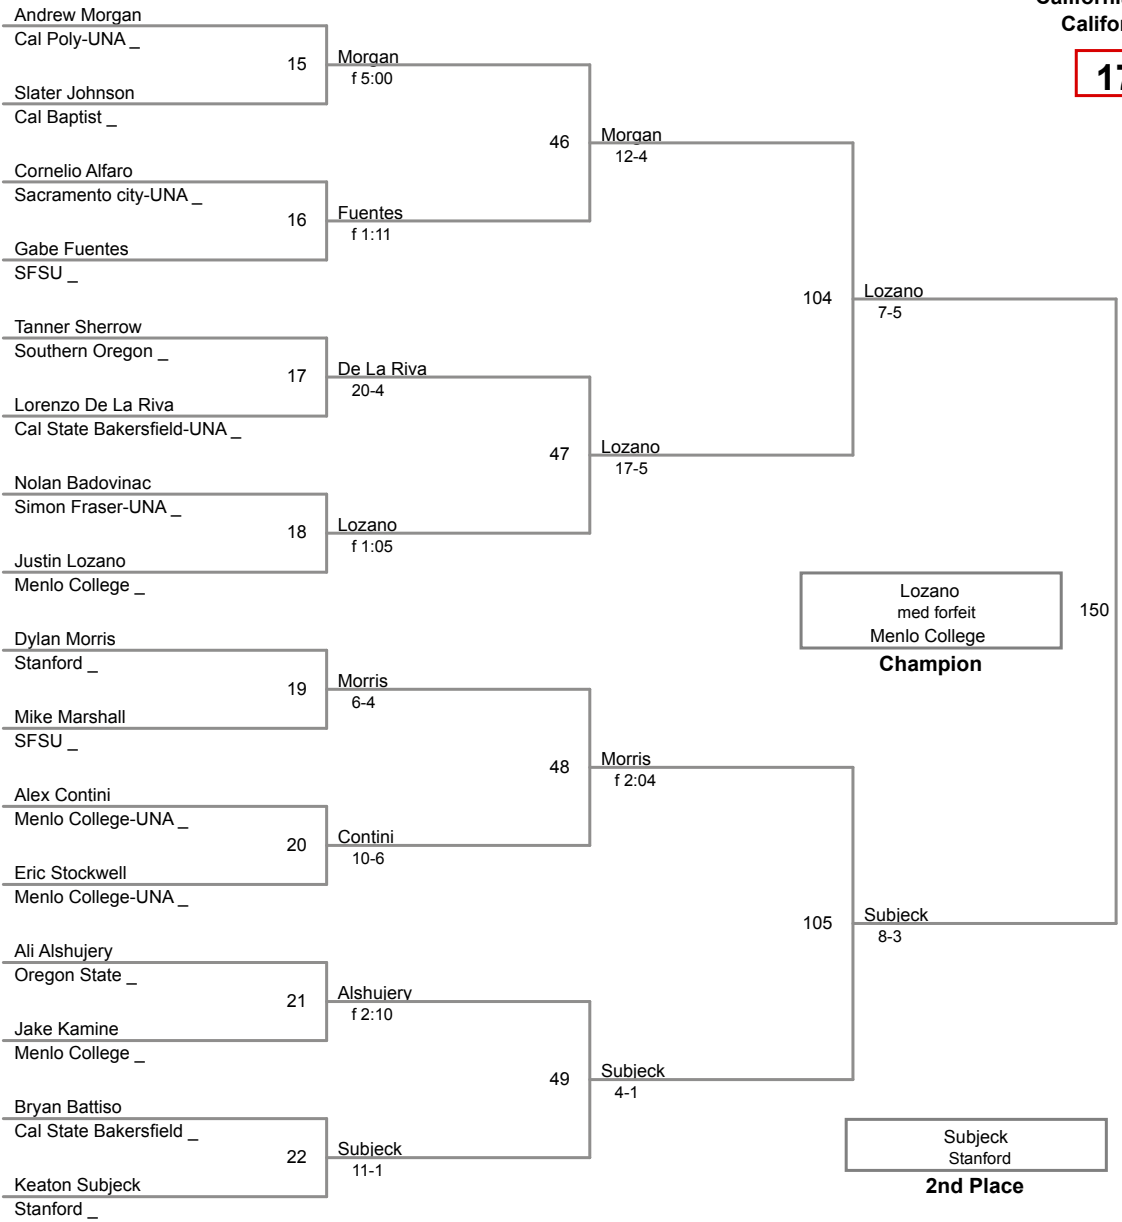 California
Califor
17
Andrew Morgan
Cal Poly-UNA _
15
Morgan
f 5:00
Slater Johnson
Cal Baptist _
46
Morgan
12-4
Cornelio Alfaro
Sacramento city-UNA _
16
Fuentes
f 1:11
Gabe Fuentes
SFSU _
104
Lozano
7-5
Tanner Sherrow
Southern Oregon _
17
De La Riva
20-4
Lorenzo De La Riva
Cal State Bakersfield-UNA _
47
Lozano
17-5
Nolan Badovinac
Simon Fraser-UNA _
18
Lozano
f 1:05
Justin Lozano
Menlo College _
Lozano
med forfeit
Menlo College
Champion
150
Dylan Morris
Stanford _
19
Morris
6-4
Mike Marshall
SFSU _
48
Morris
f 2:04
Alex Contini
Menlo College-UNA _
20
Contini
10-6
Eric Stockwell
Menlo College-UNA _
105
Subjeck
8-3
Ali Alshujery
Oregon State _
21
Alshujery
f 2:10
Jake Kamine
Menlo College _
49
Subjeck
4-1
Bryan Battiso
Cal State Bakersfield _
22
Subjeck
11-1
Keaton Subjeck
Stanford _
Subjeck
Stanford
2nd Place